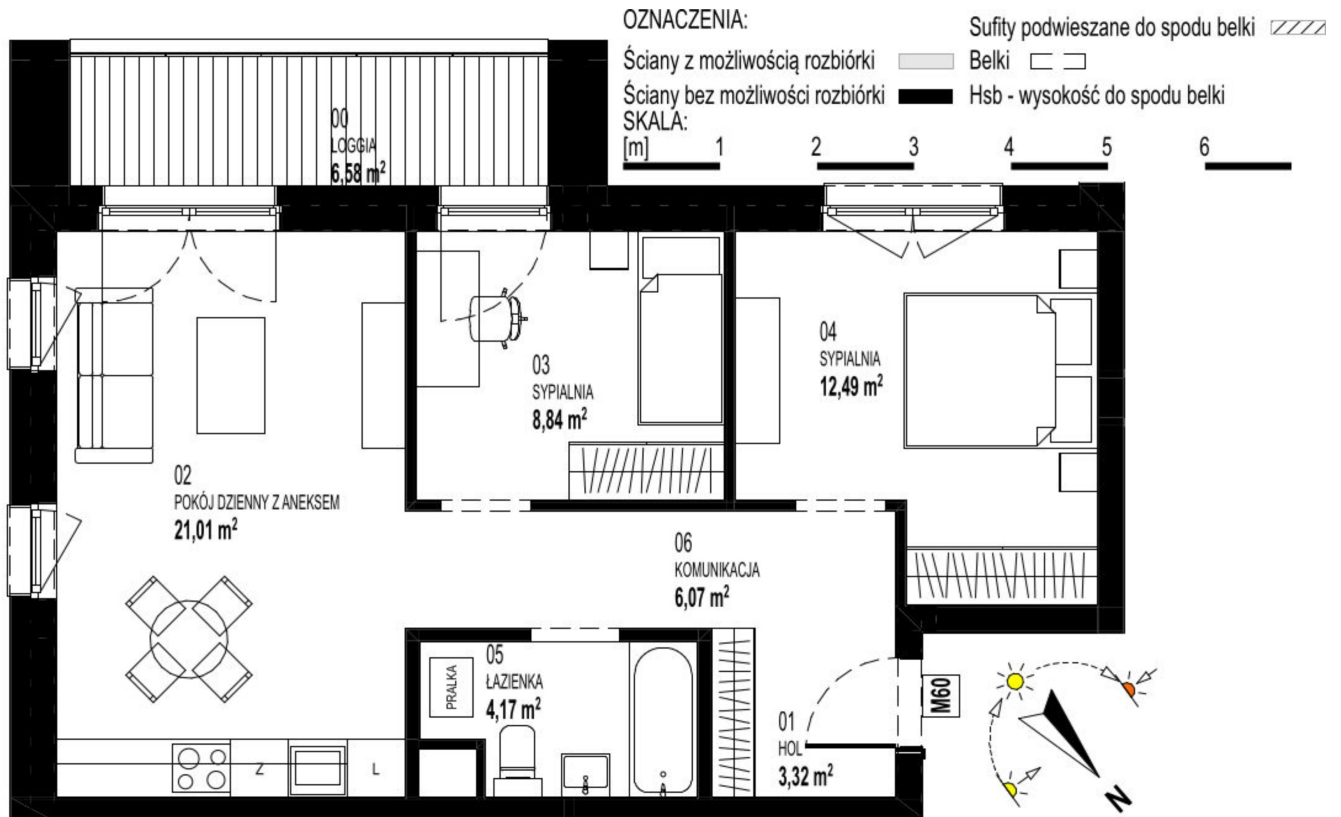 OZNACZENIA:
Sufity podwieszane do spodu belki
Ściany z możliwością rozbiórki
Belki
Ściany bez możliwości rozbiórki
Hsb - wysokość do spodu belki
SKALA:
[m] 1 2 3 4 5 6
00
LOGGIA
6,58 m²
03
SYPIALNIA
8,84 m²
04
SYPIALNIA
12,49 m²
02
POKÓJ DZIENNY Z ANEKSEM
21,01 m²
06
KOMUNIKACJA
6,07 m²
05
ŁAZIENKA
4,17 m²
PRALKA
01
HOL
3,32 m²
M60
Z
L
N